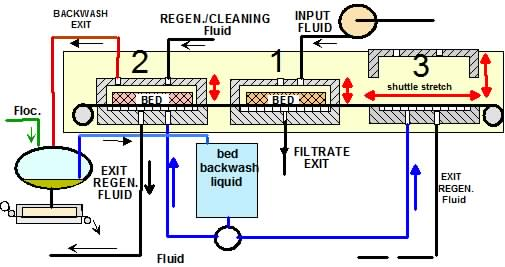 BACKWASH
EXIT
REGEN./CLEANING
Fluid
INPUT
FLUID
2
1
3
shuttle stretch
BED
BED
Floc.
EXIT
REGEN.
FLUID
bed
backwash
liquid
FILTRATE
EXIT
EXIT
REGEN.
Fluid
Fluid